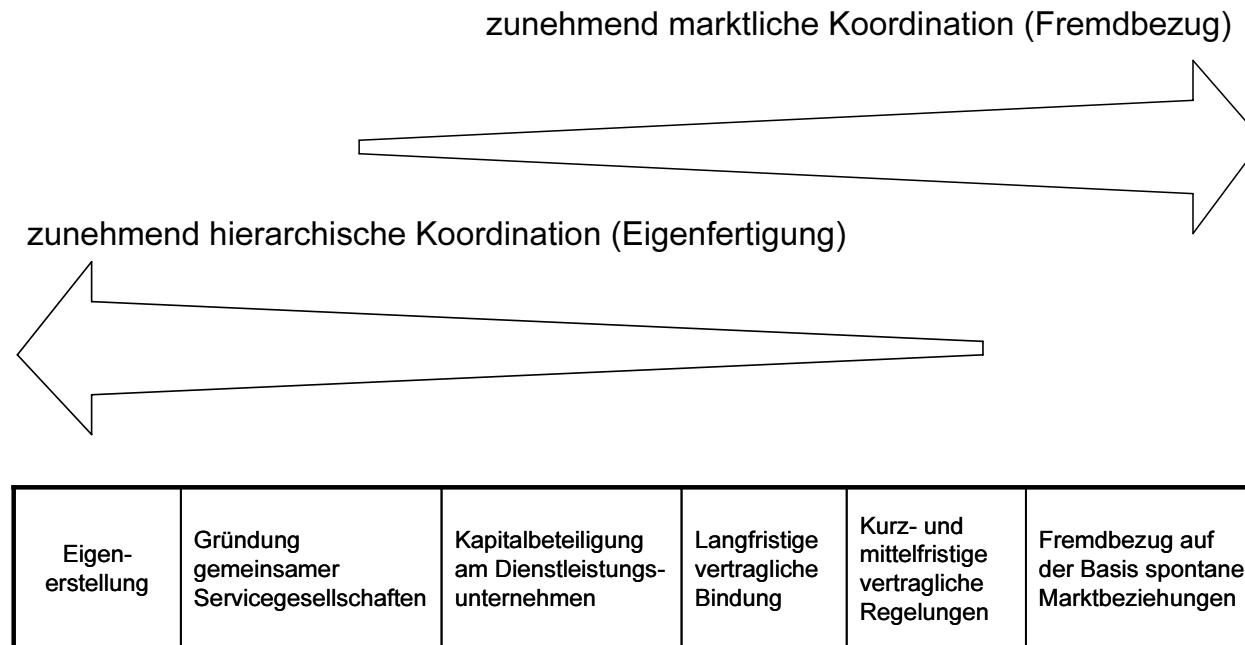 zunehmend marktliche Koordination (Fremdbezug)
zunehmend hierarchische Koordination (Eigenfertigung)
Eigen-
erstellung
Gründung
gemeinsamer
Servicegesellschaften
Kapitalbeteiligung
am Dienstleistungs-
unternehmen
Langfristige
vertragliche
Bindung
Kurz- und
mittelfristige
vertragliche
Regelungen
Fremdbezug auf
der Basis spontane
Marktbeziehungen